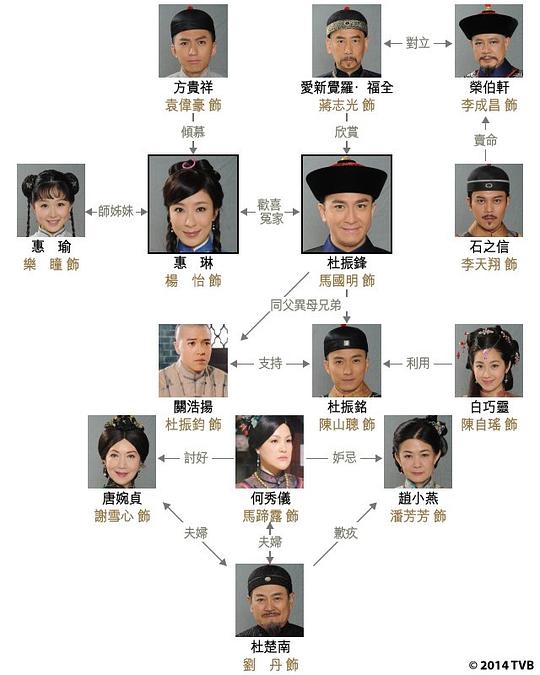 對立
方貴祥
愛新覺羅·福全
榮伯軒
袁偉豪 飾
蔣志光 飾
李成昌 飾
傾慕
欣賞
賣命
師姊妹
歡喜
冤家
惠 瑜
惠 琳
杜振鋒
石之信
樂 瞳 飾
楊 怡 飾
馬國明 飾
李天翔 飾
同父異母兄弟
支持
利用
關浩揚
杜振銘
白巧靈
杜振鈞 飾
陳山聰 飾
陳自瑤 飾
討好
妒忌
唐婉貞
何秀儀
趙小燕
謝雪心 飾
馬蹄露 飾
潘芳芳 飾
夫婦
夫婦
歉疚
杜楚南
劉 丹 飾
© 2014 TVB